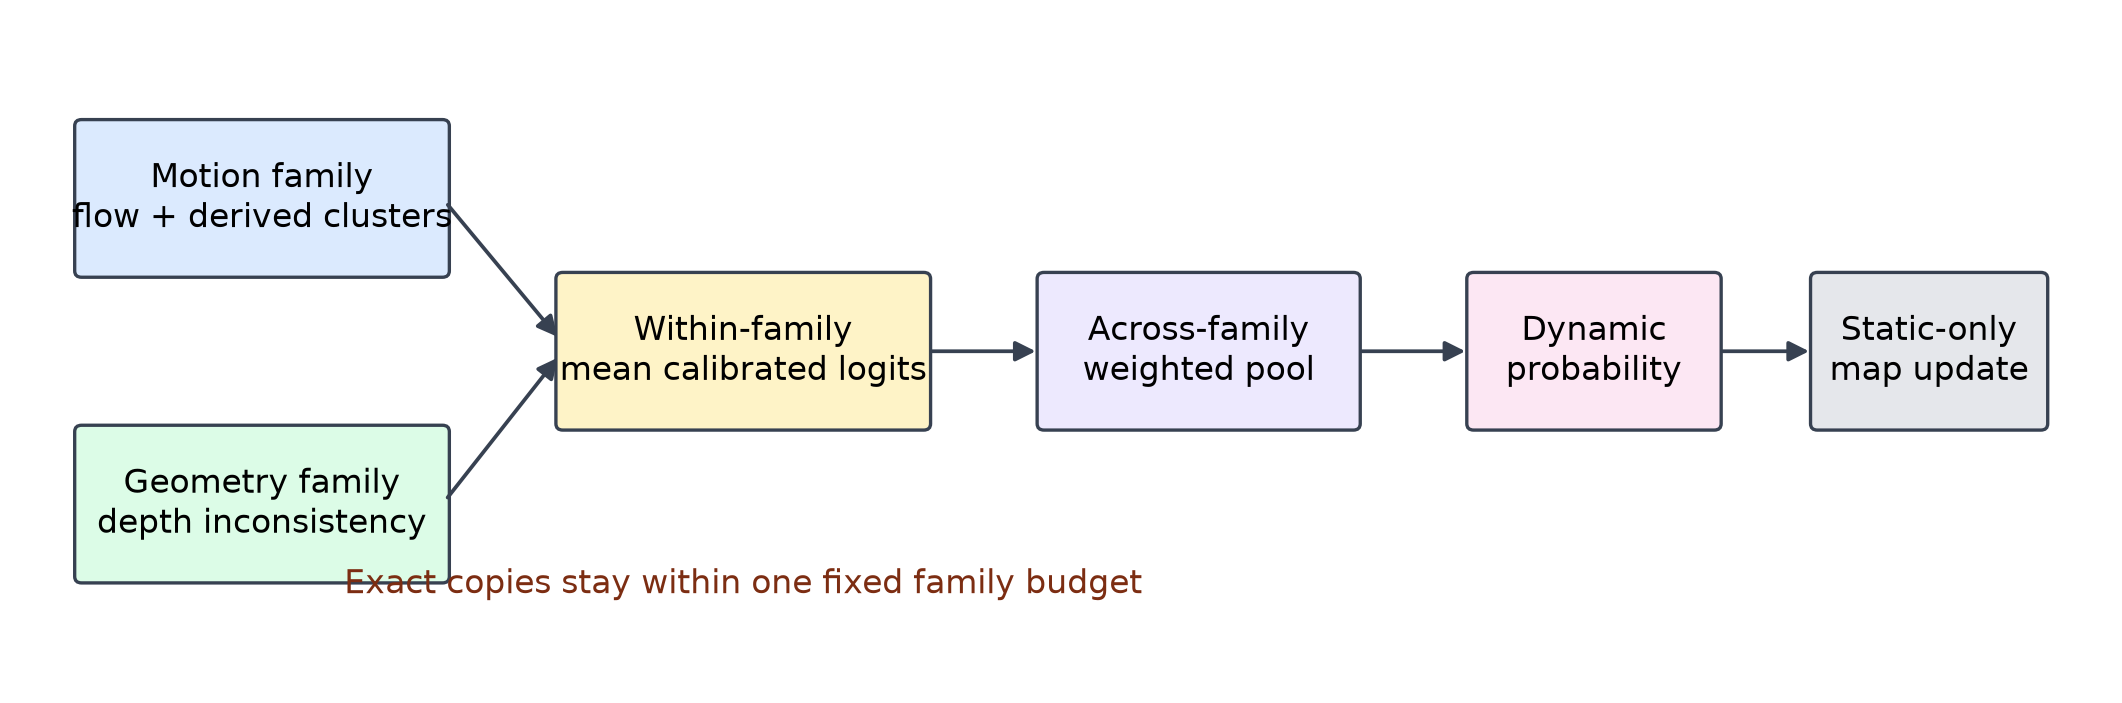 Motion family
flow + derived clusters
Geometry family
depth inconsistency
Within-family
mean calibrated logits
Across-family
weighted pool
Dynamic
probability
Static-only
map update
Exact copies stay within one fixed family budget